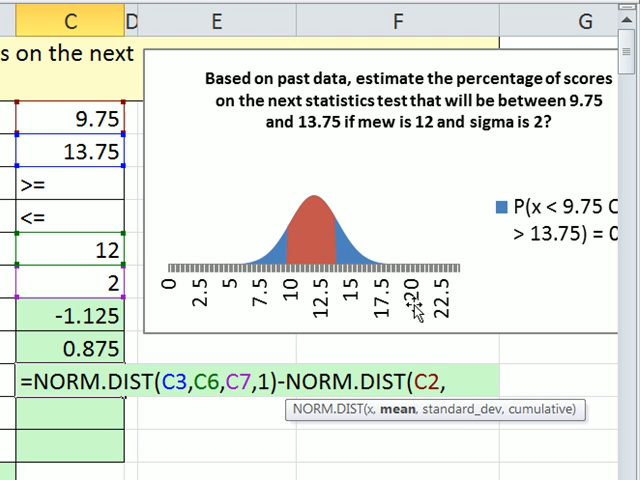 C D E F G
s on the next
9.75
13.75
>=
<=
12
2
-1.125
0.875
=NORM.DIST(C3,C6,C7,1)-NORM.DIST(C2,
NORM.DIST(x, mean, standard_dev, cumulative)
Based on past data, estimate the percentage of scores
on the next statistics test that will be between 9.75
and 13.75 if mew is 12 and sigma is 2?
P(x < 9.75 C
> 13.75) = 0
0 2.5 5 7.5 10 12.5 15 17.5 20 22.5